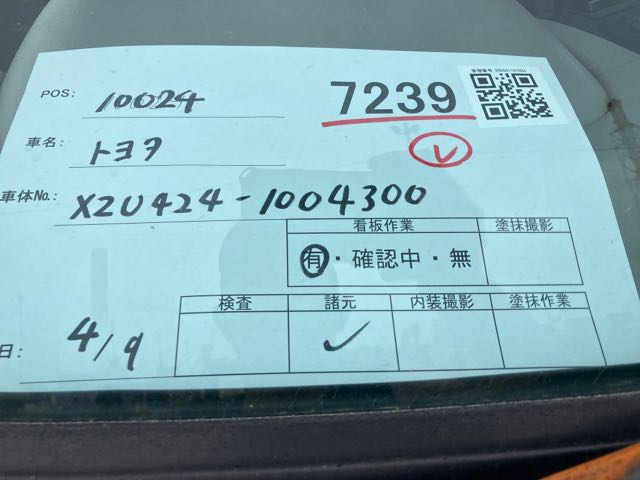 POS: 10024
7239
レ
車名: トヨタ
車体No.: XZU424-1004300
看板作業 塗抹撮影
有・確認中・無
検査 諸元 内装撮影 塗抹作業
日: 4/9 ✓